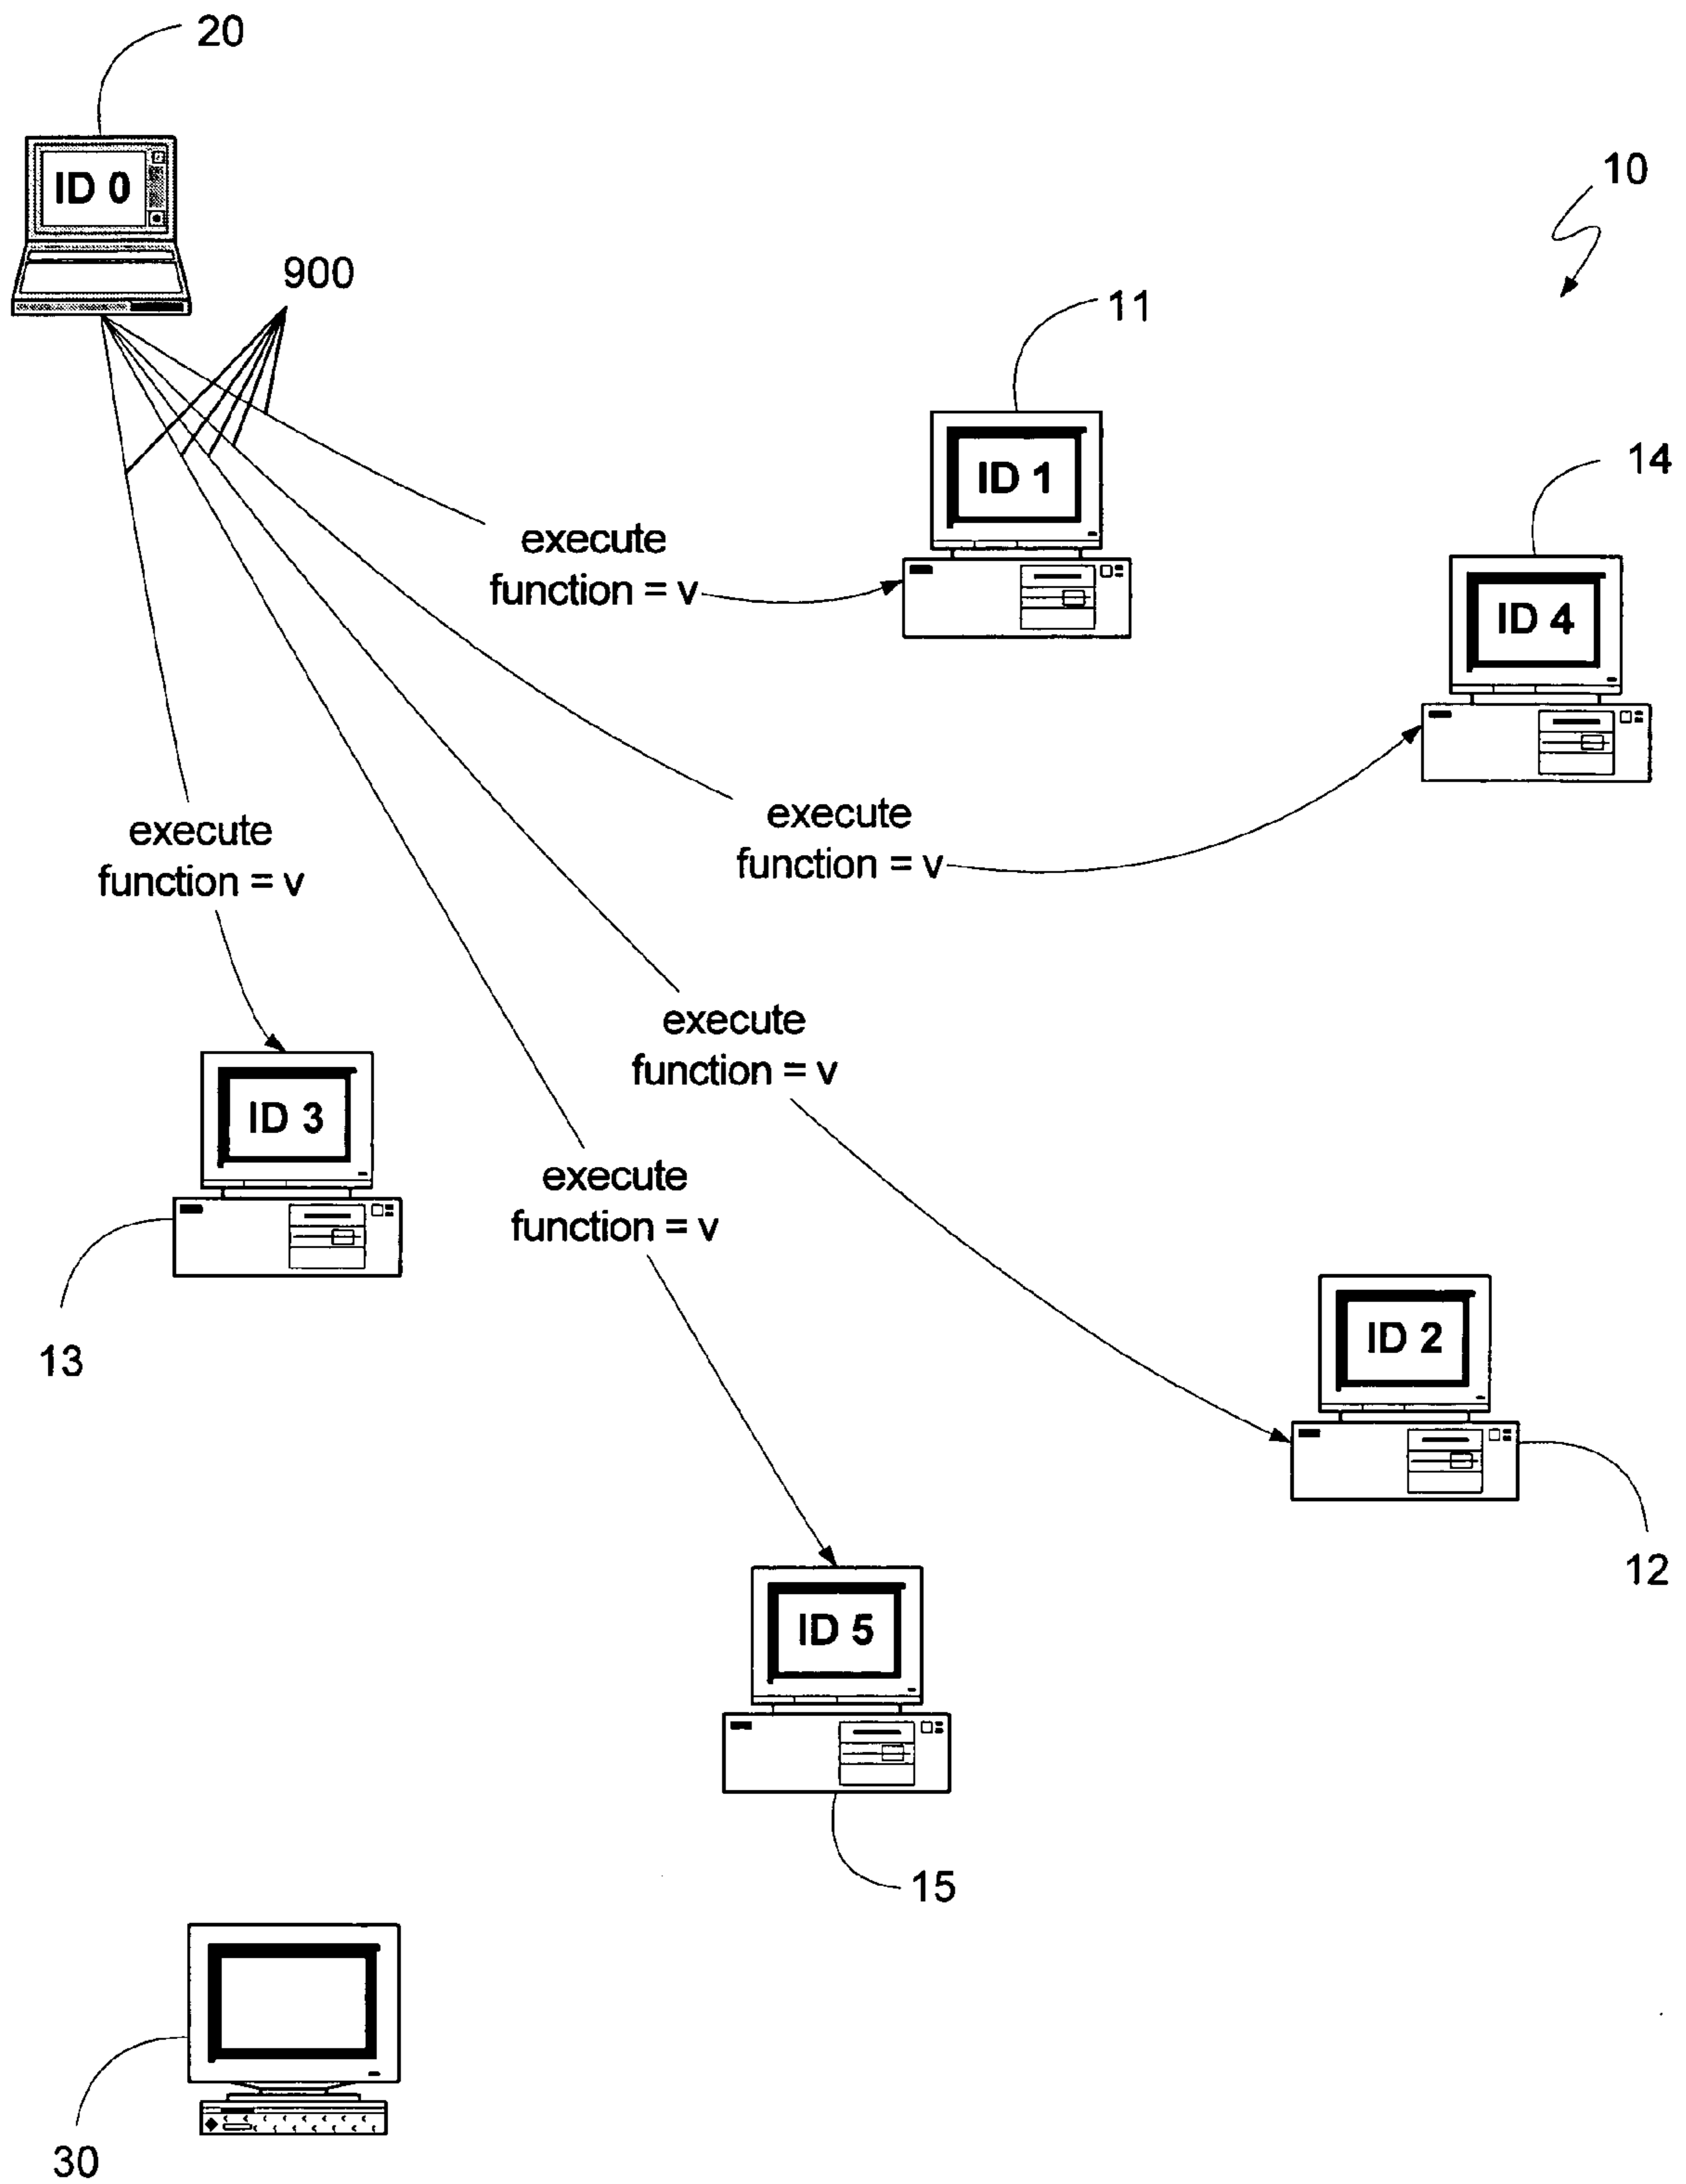 20
ID 0
10
900
11
ID 1
14
execute
function = v
ID 4
execute
function = v
execute
function = v
execute
function = v
ID 3
execute
function = v
13
ID 2
12
ID 5
15
30